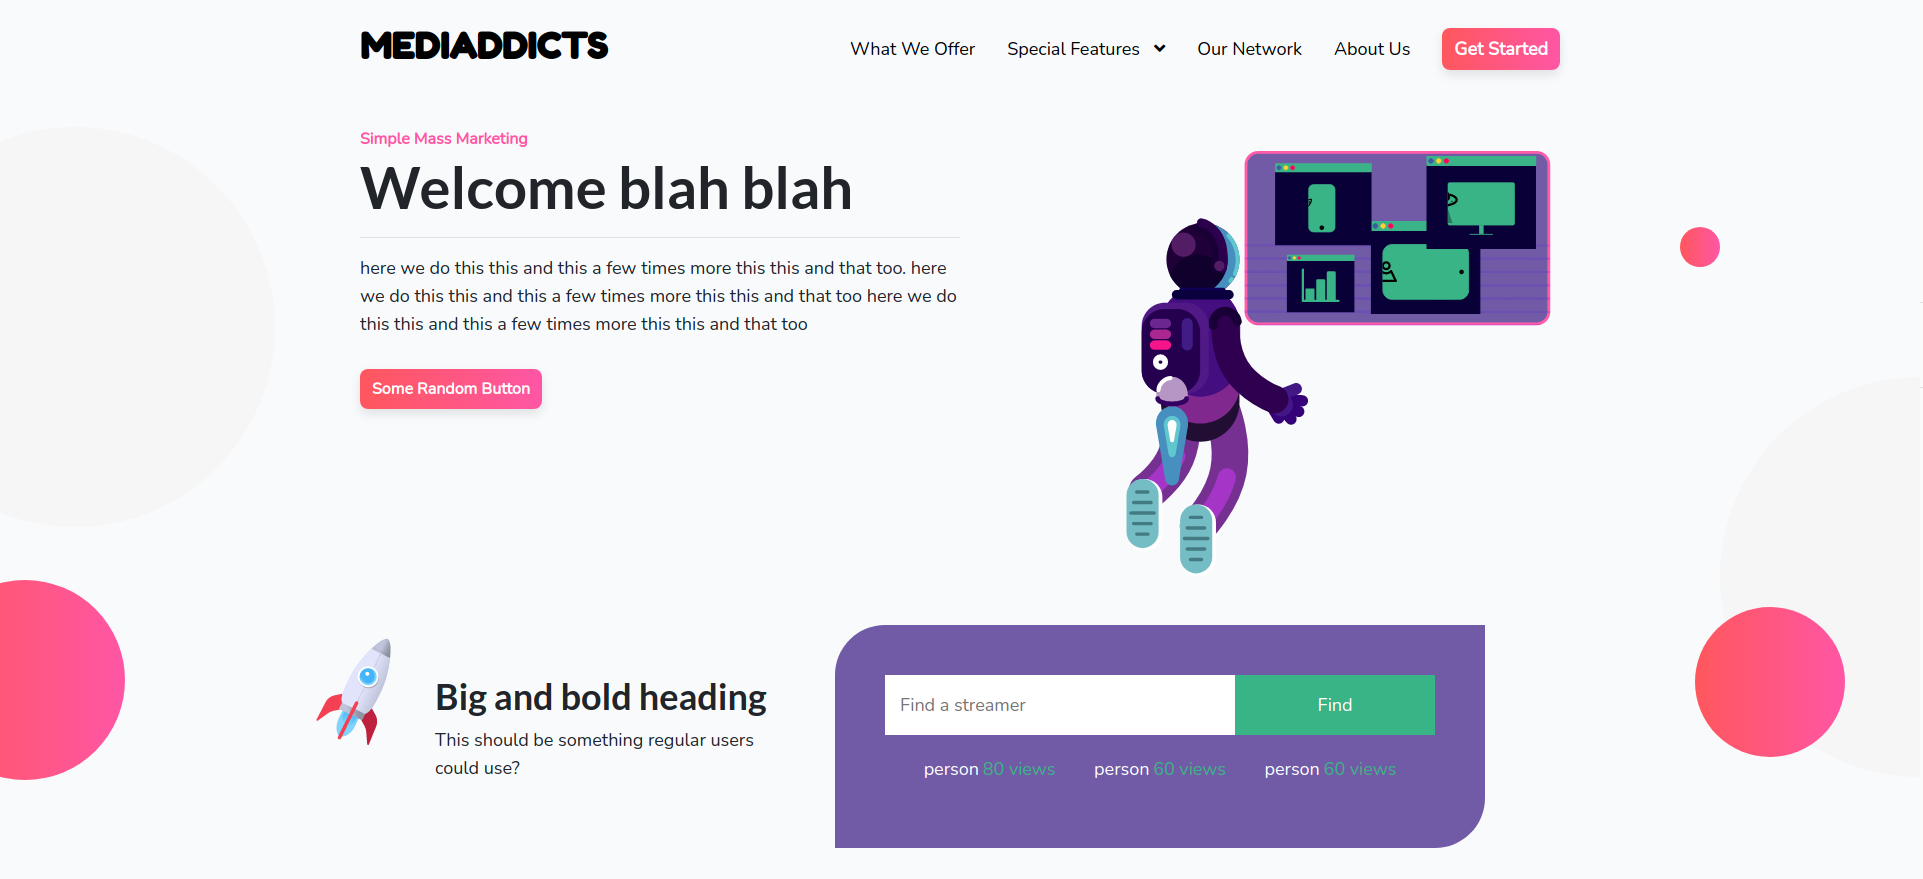 MEDIADDICTS
What We Offer
Special Features
Our Network
About Us
Get Started
Simple Mass Marketing
Welcome blah blah
here we do this this and this a few times more this this and that too. here
we do this this and this a few times more this this and that too here we do
this this and this a few times more this this and that too
Some Random Button
Big and bold heading
This should be something regular users
could use?
Find a streamer
Find
person 80 views
person 60 views
person 60 views